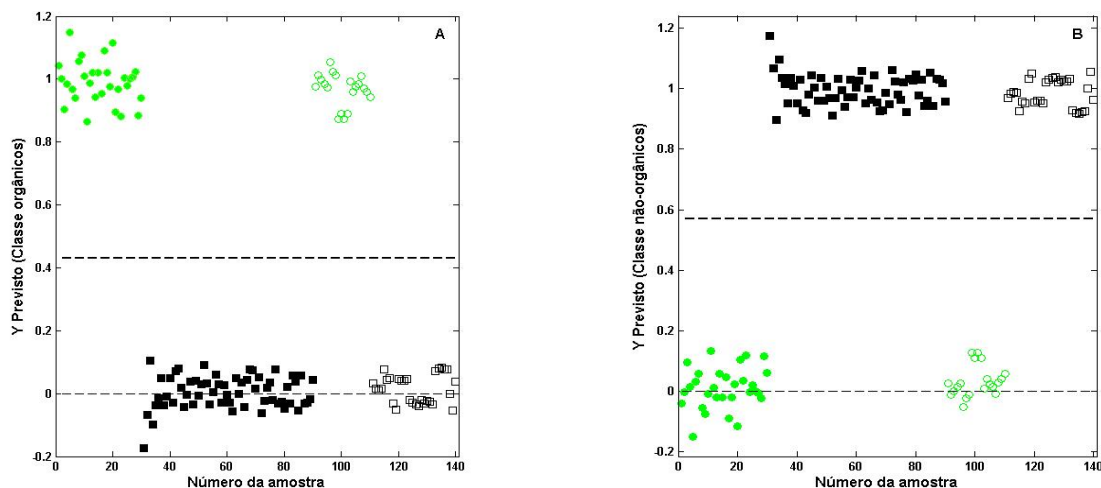 A
Y Previsto (Classe orgânicos)
1.2
1
0.8
0.6
0.4
0.2
0
-0.2
0 20 40 60 80 100 120 140
Número da amostra
B
Y Previsto (Classe não-orgânicos)
1.2
1
0.8
0.6
0.4
0.2
0
-0.2
0 20 40 60 80 100 120 140
Número da amostra